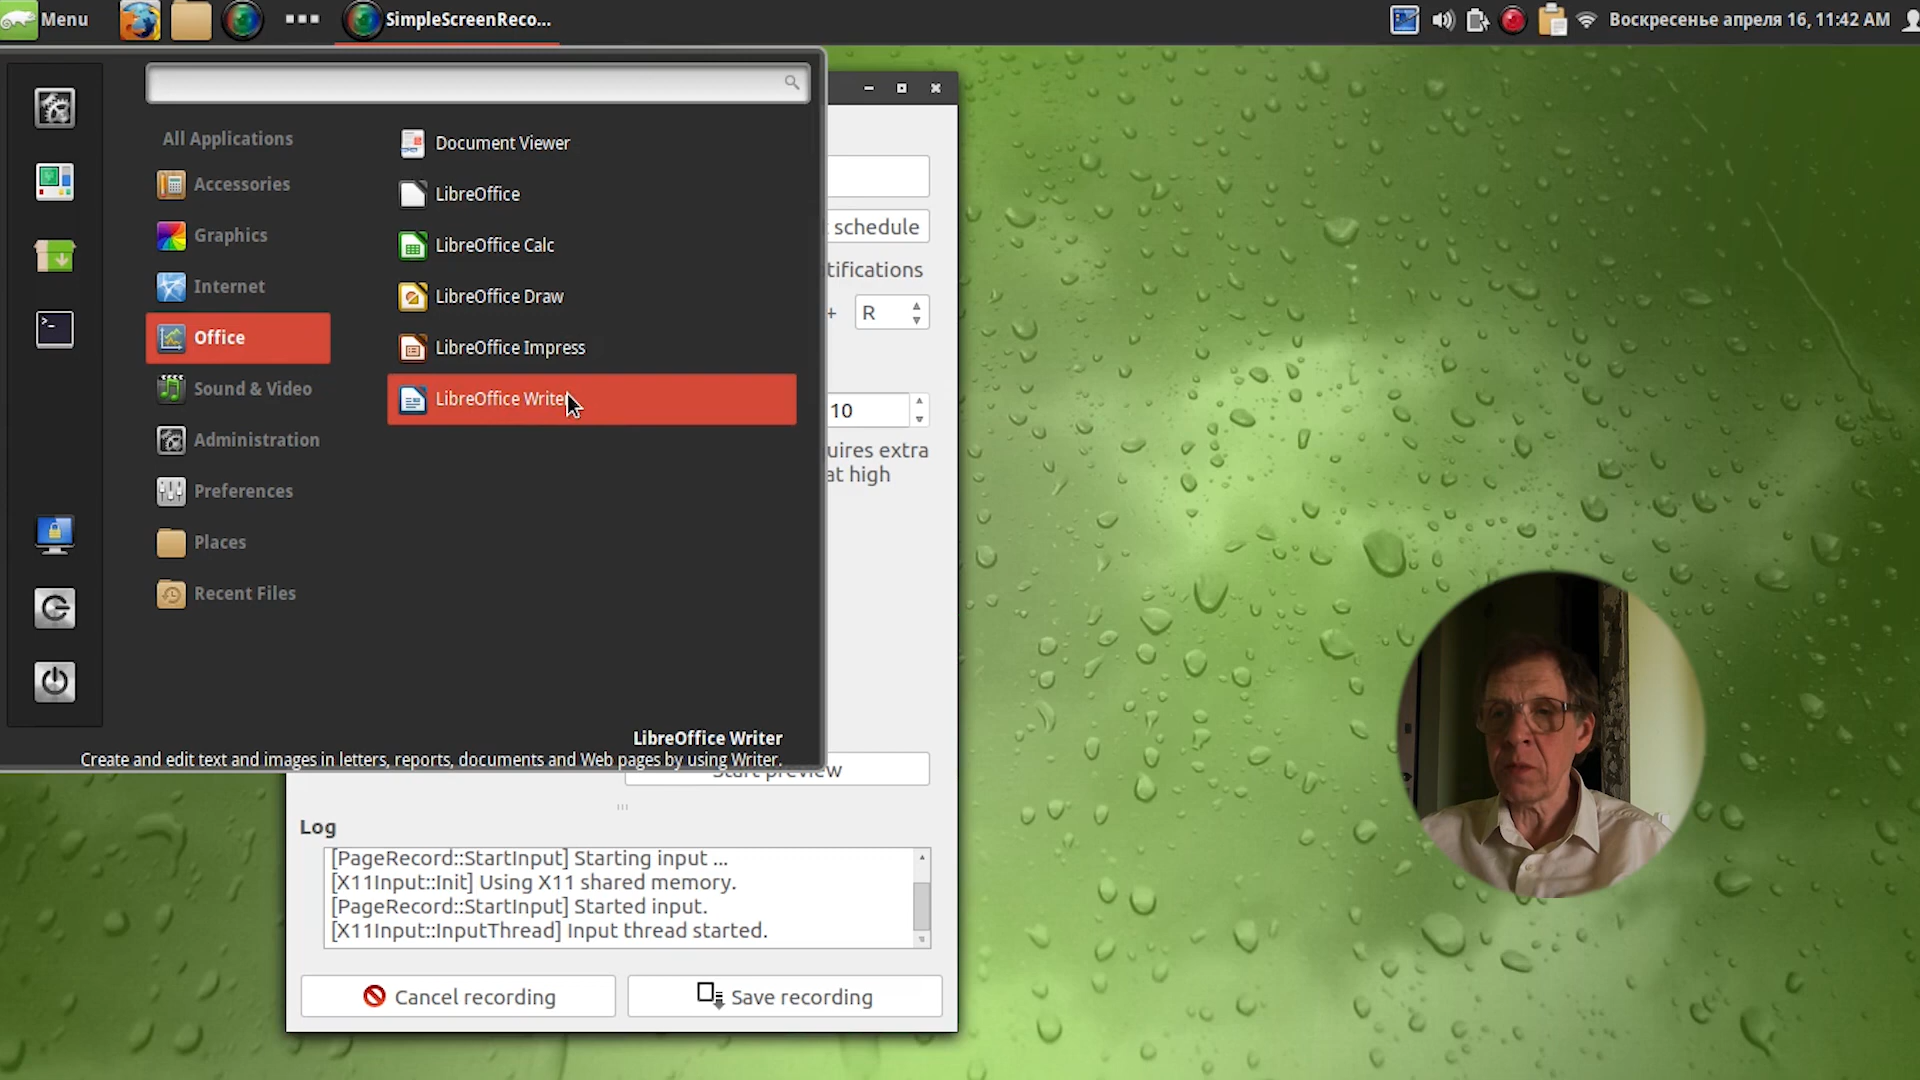 Menu
SimpleScreenReco...
Воскресенье апреля 16, 11:42 AM
All Applications
Accessories
Graphics
Internet
Office
Sound & Video
Administration
Preferences
Places
Recent Files
Document Viewer
LibreOffice
LibreOffice Calc
LibreOffice Draw
LibreOffice Impress
LibreOffice Writer
LibreOffice Writer
Create and edit text and images in letters, reports, documents and Web pages by using Writer.
schedule
tifications
+ R
10
uires extra
at high
Start preview
Log
[PageRecord::StartInput] Starting input ...
[X11Input::Init] Using X11 shared memory.
[PageRecord::StartInput] Started input.
[X11Input::InputThread] Input thread started.
Cancel recording
Save recording